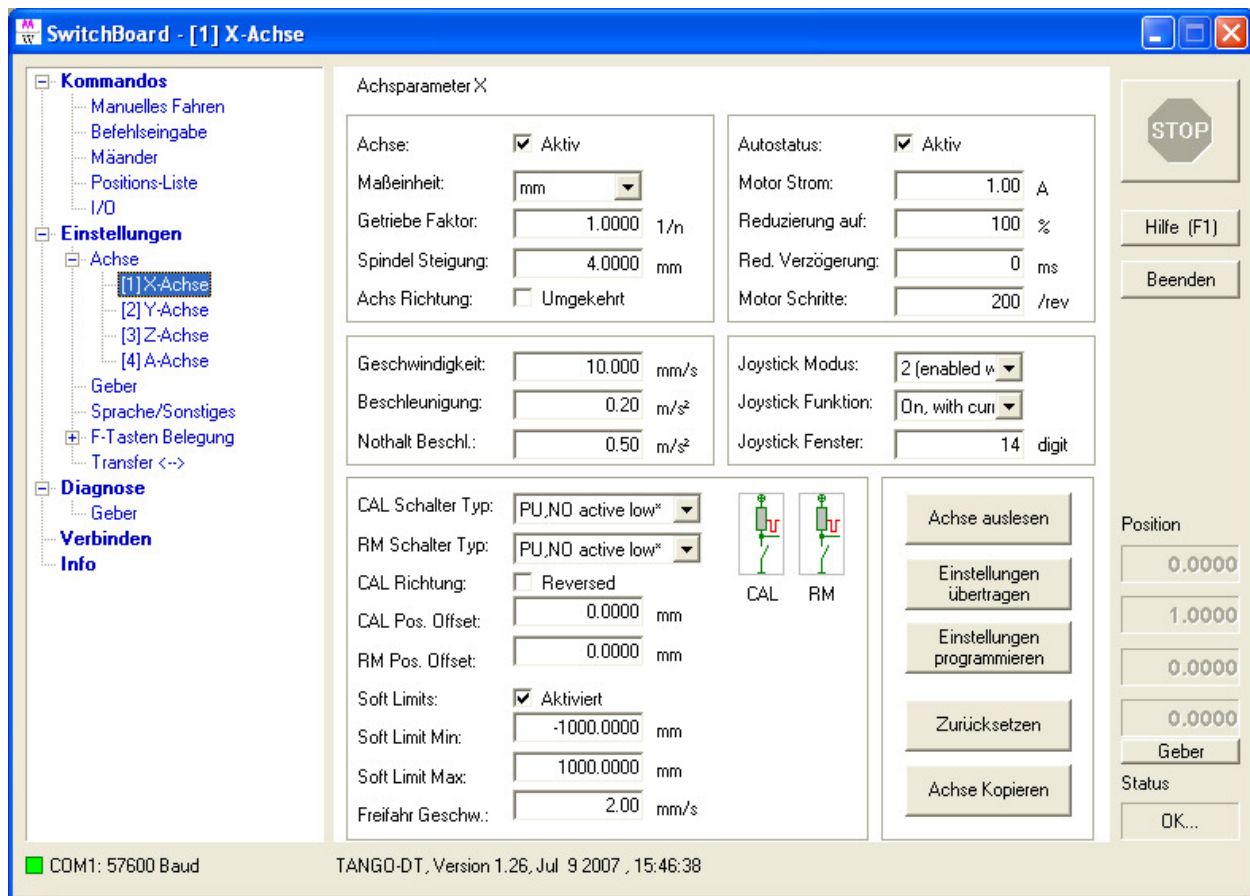 SwitchBoard - [1] X-Achse
Kommandos
Manuelles Fahren
Befehlseingabe
Mäander
Positions-Liste
I/O
Einstellungen
Achse
[1] X-Achse
[2] Y-Achse
[3] Z-Achse
[4] A-Achse
Geber
Sprache/Sonstiges
F-Tasten Belegung
Transfer <-->
Diagnose
Geber
Verbinden
Info
Achsparameter X
Achse: Aktiv
Maßeinheit: mm
Getriebe Faktor: 1.0000 1/n
Spindel Steigung: 4.0000 mm
Achs Richtung: Umgekehrt
Autostatus: Aktiv
Motor Strom: 1.00 A
Reduzierung auf: 100 %
Red. Verzögerung: 0 ms
Motor Schritte: 200 /rev
Geschwindigkeit: 10.000 mm/s
Beschleunigung: 0.20 m/s²
Nothalt Beschl.: 0.50 m/s²
Joystick Modus: 2 (enabled w
Joystick Funktion: On, with curr
Joystick Fenster: 14 digit
CAL Schalter Typ: PU,NO active low*
RM Schalter Typ: PU,NO active low*
CAL Richtung: Reversed
CAL Pos. Offset: 0.0000 mm
RM Pos. Offset: 0.0000 mm
Soft Limits: Aktiviert
Soft Limit Min: -1000.0000 mm
Soft Limit Max: 1000.0000 mm
Freifahr Geschw.: 2.00 mm/s
CAL RM
Achse auslesen
Einstellungen
übertragen
Einstellungen
programmieren
Zurücksetzen
Achse Kopieren
STOP
Hilfe (F1)
Beenden
Position
0.0000
1.0000
0.0000
0.0000
Geber
Status
OK...
COM1: 57600 Baud
TANGO-DT, Version 1.26, Jul 9 2007 , 15:46:38